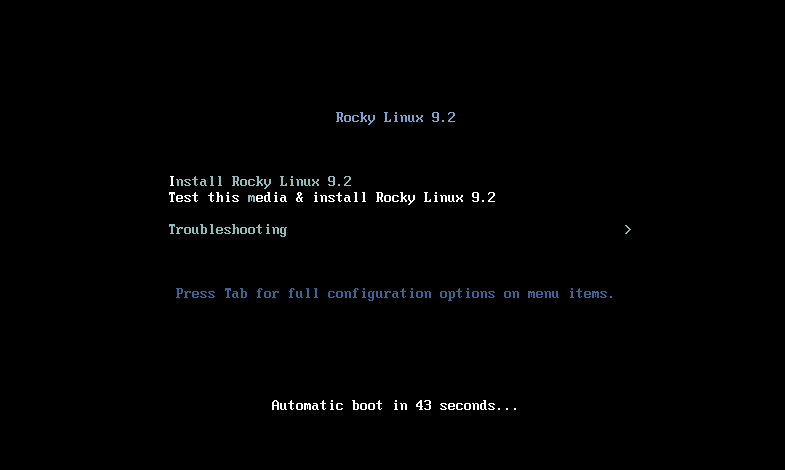 Rocky Linux 9.2
Install Rocky Linux 9.2
Test this media & install Rocky Linux 9.2
Troubleshooting >
Press Tab for full configuration options on menu items.
Automatic boot in 43 seconds...